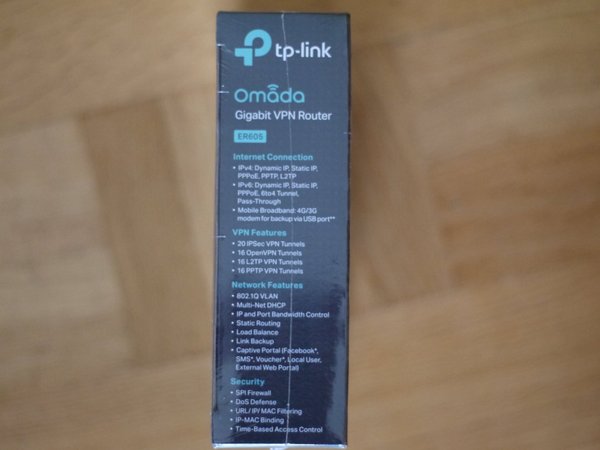 tp-link
Omada
Gigabit VPN Router
ER605
Internet Connection
• IPv4: Dynamic IP, Static IP,
PPPoE, PPTP, L2TP
• IPv6: Dynamic IP, Static IP,
PPPoE, 6to4 Tunnel,
Pass-Through
• Mobile Broadband: 4G/3G
modem for backup via USB port**
VPN Features
• 20 IPSec VPN Tunnels
• 16 OpenVPN Tunnels
• 16 L2TP VPN Tunnels
• 16 PPTP VPN Tunnels
Network Features
• 802.1Q VLAN
• Multi-Net DHCP
• IP and Port Bandwidth Control
• Static Routing
• Load Balance
• Link Backup
• Captive Portal (Facebook*,
SMS*, Voucher*, Local User,
External Web Portal)
Security
• SPI Firewall
• DoS Defense
• URL/ IP/ MAC Filtering
• IP-MAC Binding
• Time-Based Access Control